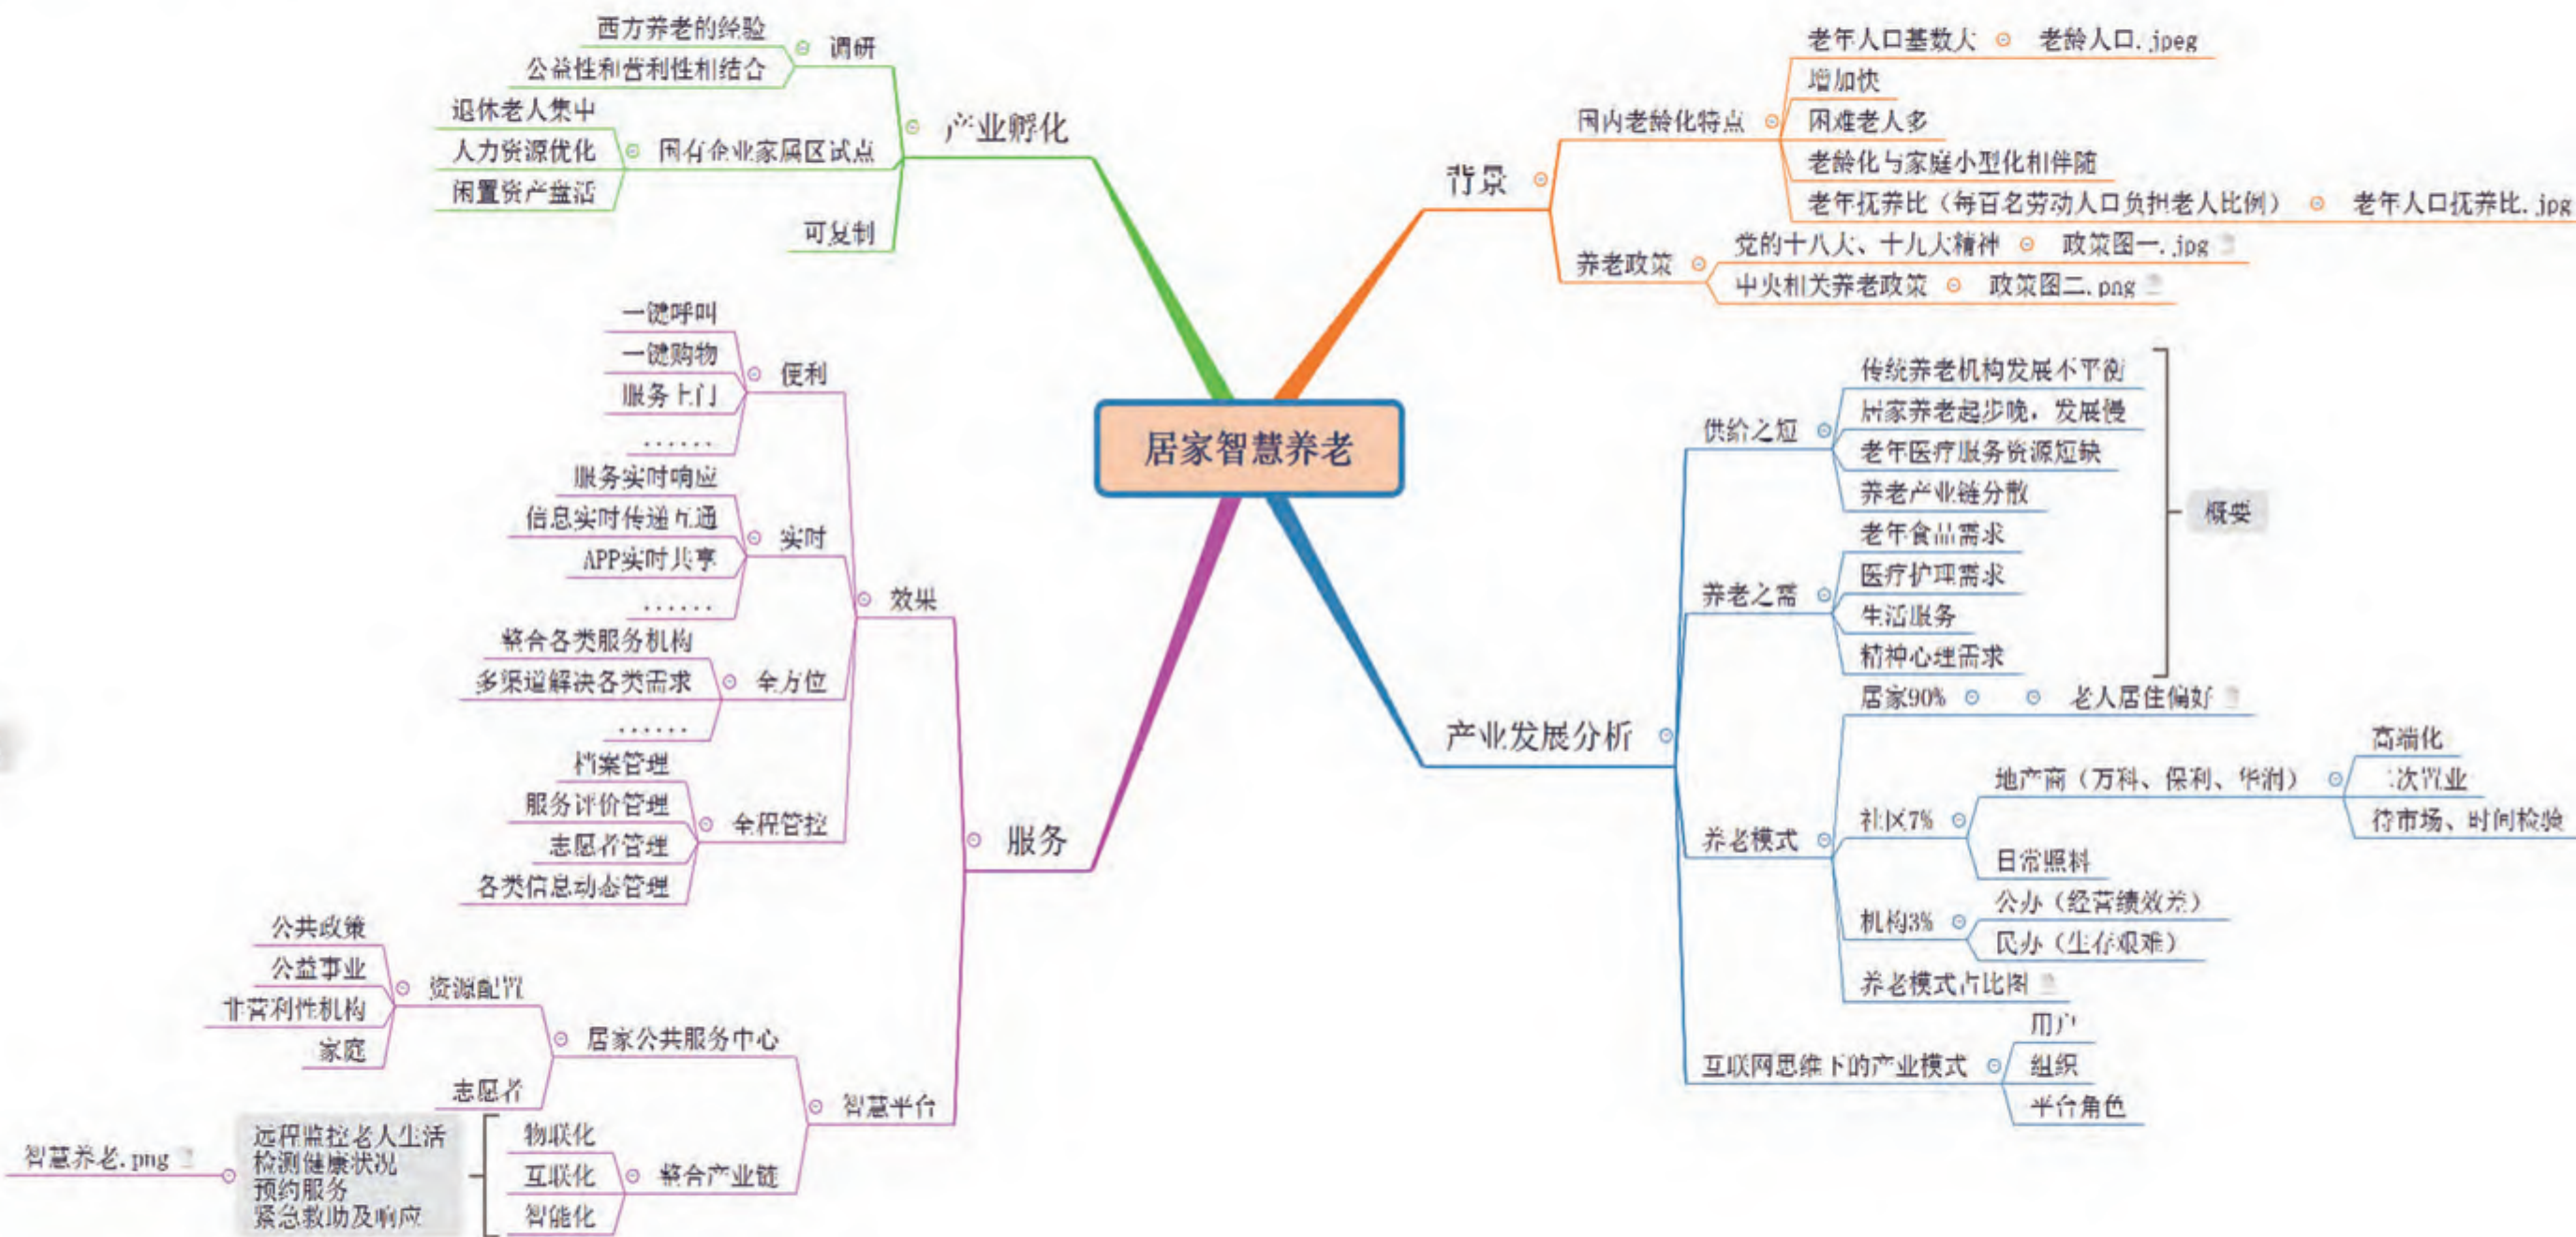 居家智慧养老
背景
国内老龄化特点
老年人口基数大
老龄人口.jpeg
增加快
困难老人多
老龄化与家庭小型化相伴随
老年抚养比（每百名劳动人口负担老人比例）
老年人口抚养比.jpg
养老政策
党的十八大、十九大精神
政策图一.jpg
中央相关养老政策
政策图二.png
产业发展分析
供给之短
传统养老机构发展不平衡
居家养老起步晚，发展慢
老年医疗服务资源短缺
养老产业链分散
养老之需
老年食品需求
医疗护理需求
生活服务
精神心理需求
概要
养老模式
居家90%
老人居住偏好
社区7%
地产商（万科、保利、华润）
高端化
二次置业
待市场、时间检验
日常照料
机构3%
公办（经营绩效差）
民办（生存艰难）
养老模式占比图
互联网思维下的产业模式
用户
组织
平台角色
产业孵化
调研
西方养老的经验
公益性和营利性相结合
国有企业家属区试点
退休老人集中
人力资源优化
闲置资产盘活
可复制
服务
效果
便利
一键呼叫
一键购物
服务上门
......
实时
服务实时响应
信息实时传递互通
APP实时共享
......
全方位
整合各类服务机构
多渠道解决各类需求
......
全程管控
档案管理
服务评价管理
志愿者管理
各类信息动态管理
智慧平台
居家公共服务中心
资源配置
公共政策
公益事业
非营利性机构
家庭
志愿者
整合产业链
物联化
互联化
智能化
远程监控老人生活
检测健康状况
预约服务
紧急救助及响应
智慧养老.png